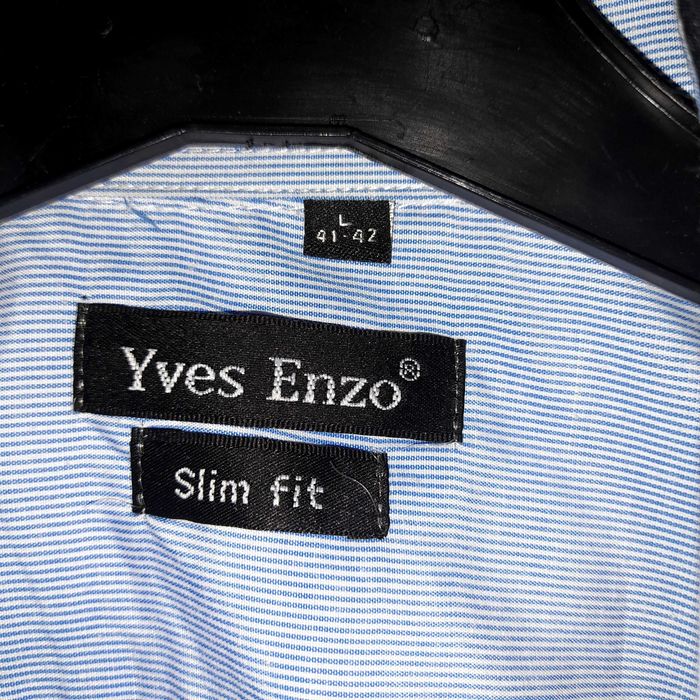 L
41-42
Yves Enzo®
Slim fit